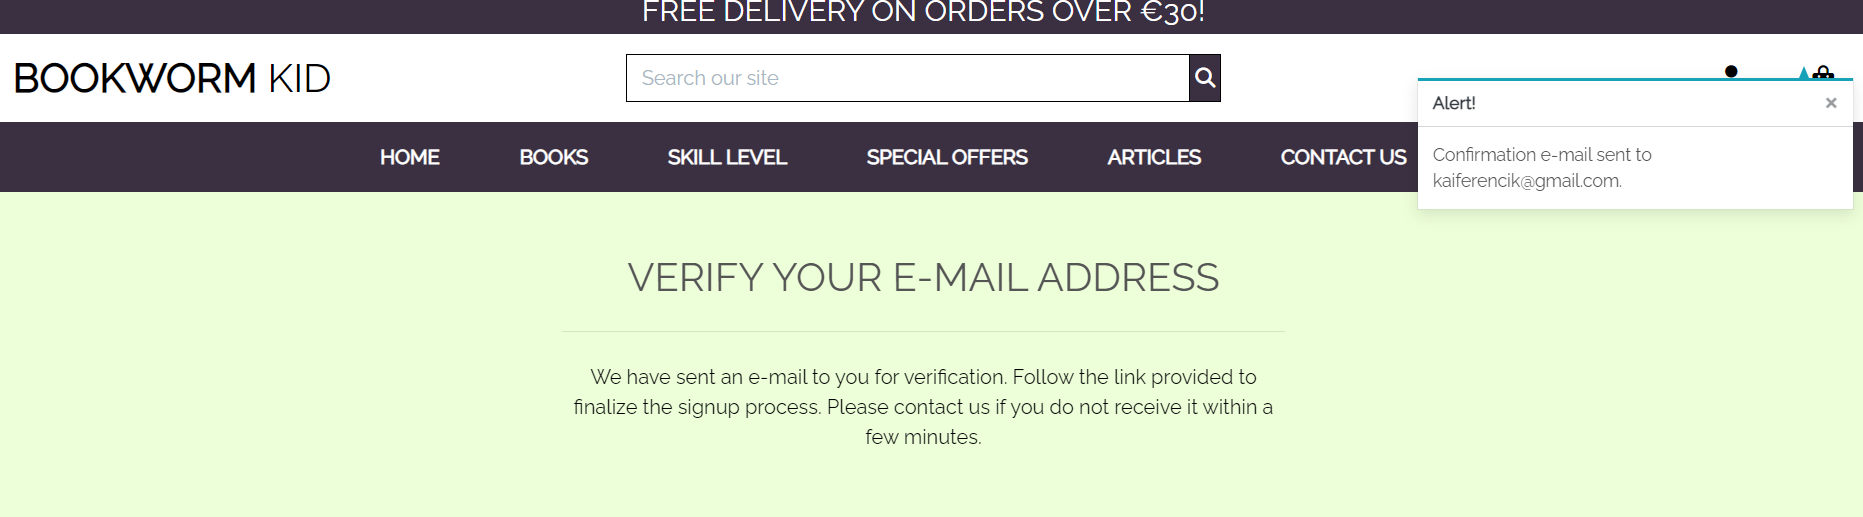 FREE DELIVERY ON ORDERS OVER €30!
BOOKWORM KID
Search our site
HOME BOOKS SKILL LEVEL SPECIAL OFFERS ARTICLES CONTACT US
Alert! ×
Confirmation e-mail sent to
kaiferencik@gmail.com.
VERIFY YOUR E-MAIL ADDRESS
We have sent an e-mail to you for verification. Follow the link provided to
finalize the signup process. Please contact us if you do not receive it within a
few minutes.